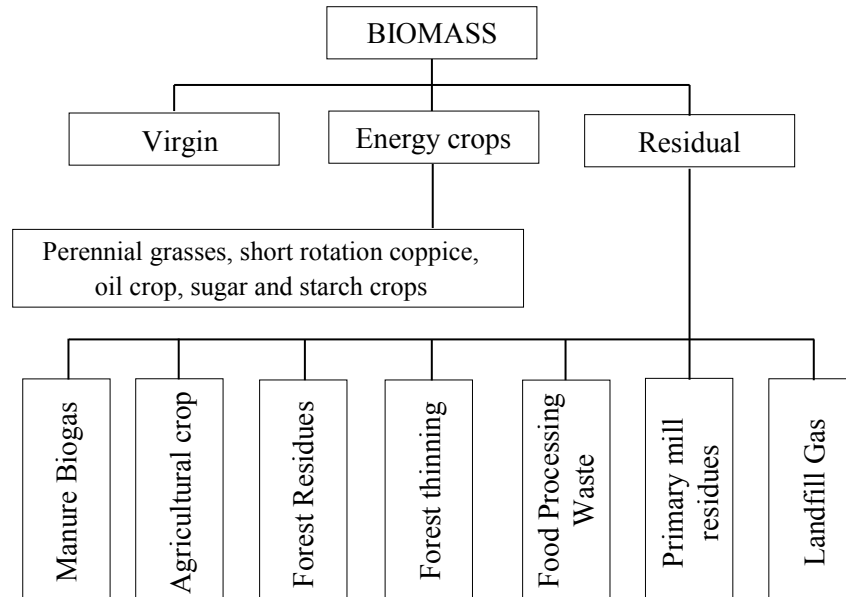 BIOMASS
Virgin
Energy crops
Residual
Perennial grasses, short rotation coppice,
oil crop, sugar and starch crops
Manure Biogas
Agricultural crop
Forest Residues
Forest thinning
Food Processing
Waste
Primary mill
residues
Landfill Gas